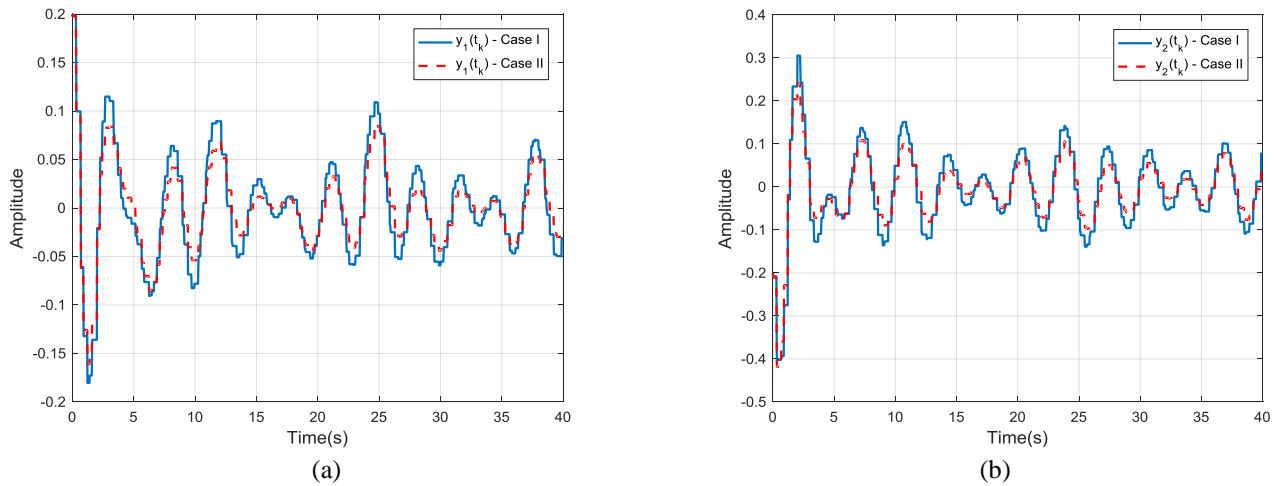 0.2
0.15
0.1
0.05
0
-0.05
-0.1
-0.15
-0.2
Amplitude
0 5 10 15 20 25 30 35 40
Time(s)
y1(tk) - Case I
y1(tk) - Case II
(a)
0.4
0.3
0.2
0.1
0
-0.1
-0.2
-0.3
-0.4
-0.5
Amplitude
0 5 10 15 20 25 30 35 40
Time(s)
y2(tk) - Case I
y2(tk) - Case II
(b)